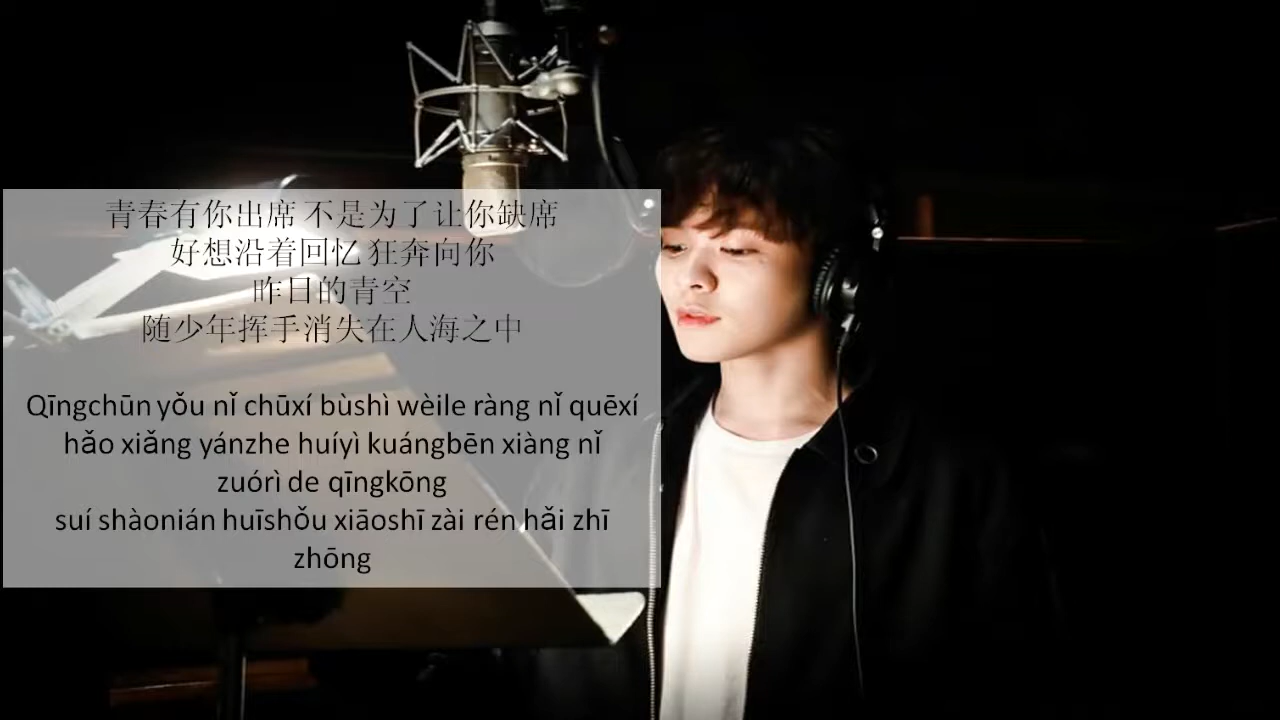 青春有你出席 不是为了让你缺席
好想沿着回忆 狂奔向你
昨日的青空
随少年挥手消失在人海之中
Qīngchūn yǒu nǐ chūxí bùshì wèile ràng nǐ quēxí
hǎo xiǎng yánzhe huíyì kuángbēn xiàng nǐ
zuórì de qīngkōng
suí shàonián huīshǒu xiāoshī zài rén hǎi zhī
zhōng